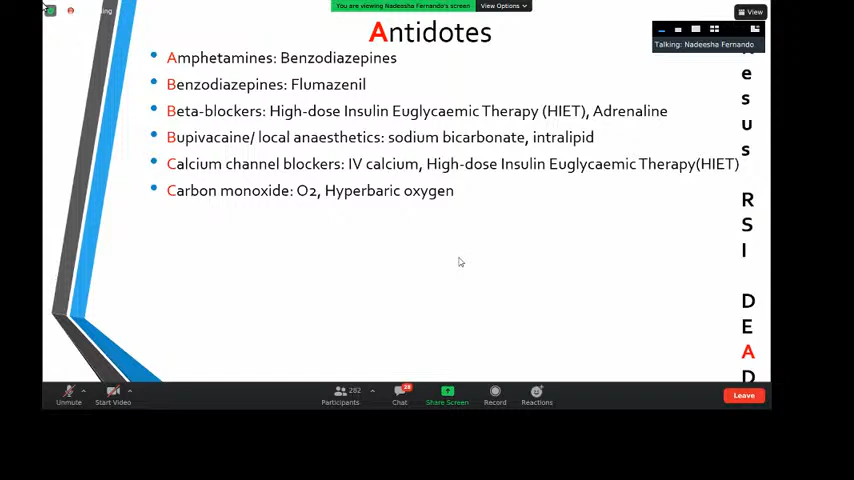 You are viewing Nadeesha Fernando's screen
View Options
View
Talking: Nadeesha Fernando
Antidotes
Amphetamines: Benzodiazepines
Benzodiazepines: Flumazenil
Beta-blockers: High-dose Insulin Euglycaemic Therapy (HIET), Adrenaline
Bupivacaine/ local anaesthetics: sodium bicarbonate, intralipid
Calcium channel blockers: IV calcium, High-dose Insulin Euglycaemic Therapy(HIET)
Carbon monoxide: O2, Hyperbaric oxygen
e
s
u
s
R
S
I
D
E
A
D
Unmute
Start Video
282
Participants
28
Chat
Share Screen
Record
Reactions
Leave